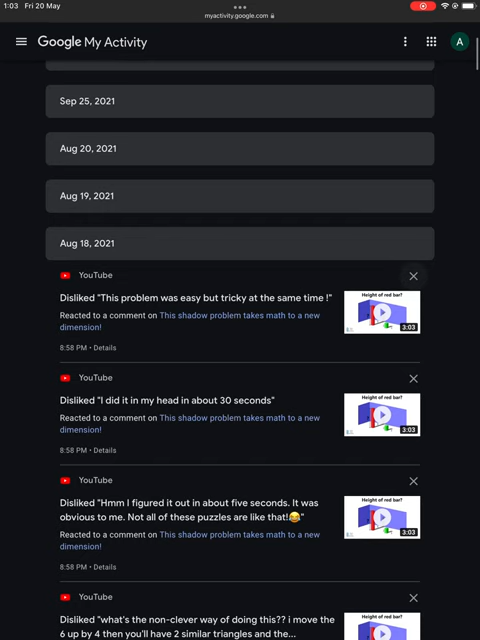 1:03 Fri 20 May
myactivity.google.com
Google My Activity
A
Sep 25, 2021
Aug 20, 2021
Aug 19, 2021
Aug 18, 2021
YouTube
Disliked "This problem was easy but tricky at the same time !"
Reacted to a comment on This shadow problem takes math to a new
dimension!
8:58 PM • Details
Height of red bar?
3:03
YouTube
Disliked "I did it in my head in about 30 seconds"
Reacted to a comment on This shadow problem takes math to a new
dimension!
8:58 PM • Details
Height of red bar?
3:03
YouTube
Disliked "Hmm I figured it out in about five seconds. It was
obvious to me. Not all of these puzzles are like that!😂"
Reacted to a comment on This shadow problem takes math to a new
dimension!
8:58 PM • Details
Height of red bar?
3:03
YouTube
Disliked "what's the non-clever way of doing this?? i move the
6 up by 4 then you'll have 2 similar triangles and the...
Height of red bar?